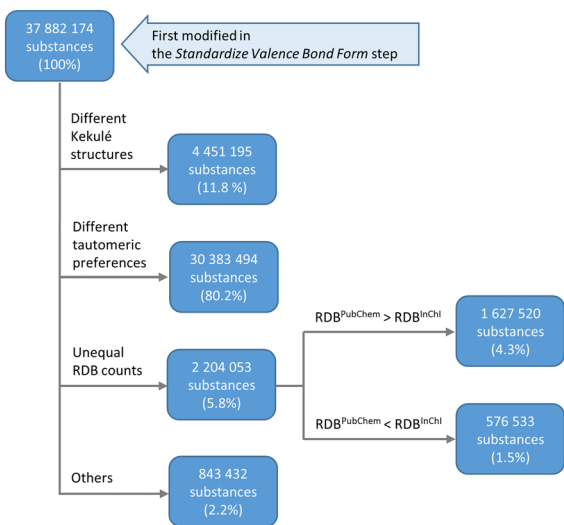 37 882 174
substances
(100%)
First modified in
the Standardize Valence Bond Form step
Different
Kekulé
structures
4 451 195
substances
(11.8 %)
Different
tautomeric
preferences
30 383 494
substances
(80.2%)
Unequal
RDB counts
2 204 053
substances
(5.8%)
RDB^PubChem > RDB^InChI
1 627 520
substances
(4.3%)
RDB^PubChem < RDB^InChI
576 533
substances
(1.5%)
Others
843 432
substances
(2.2%)